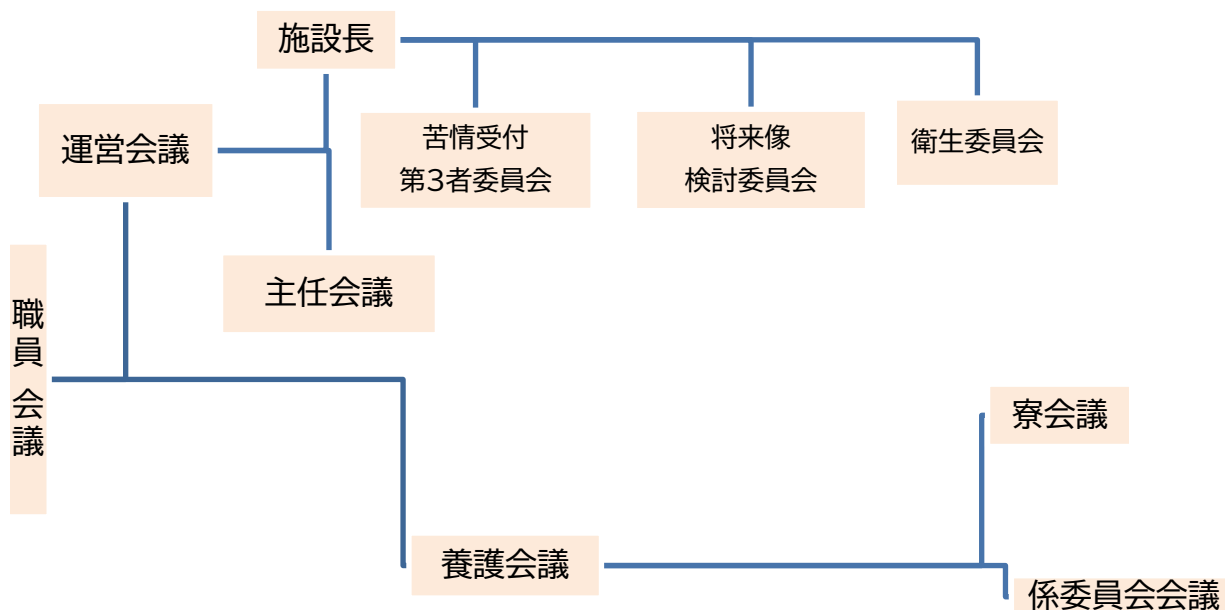 施設長
運営会議
苦情受付
第3者委員会
将来像
検討委員会
衛生委員会
主任会議
職員 会議
寮会議
養護会議
係委員会会議